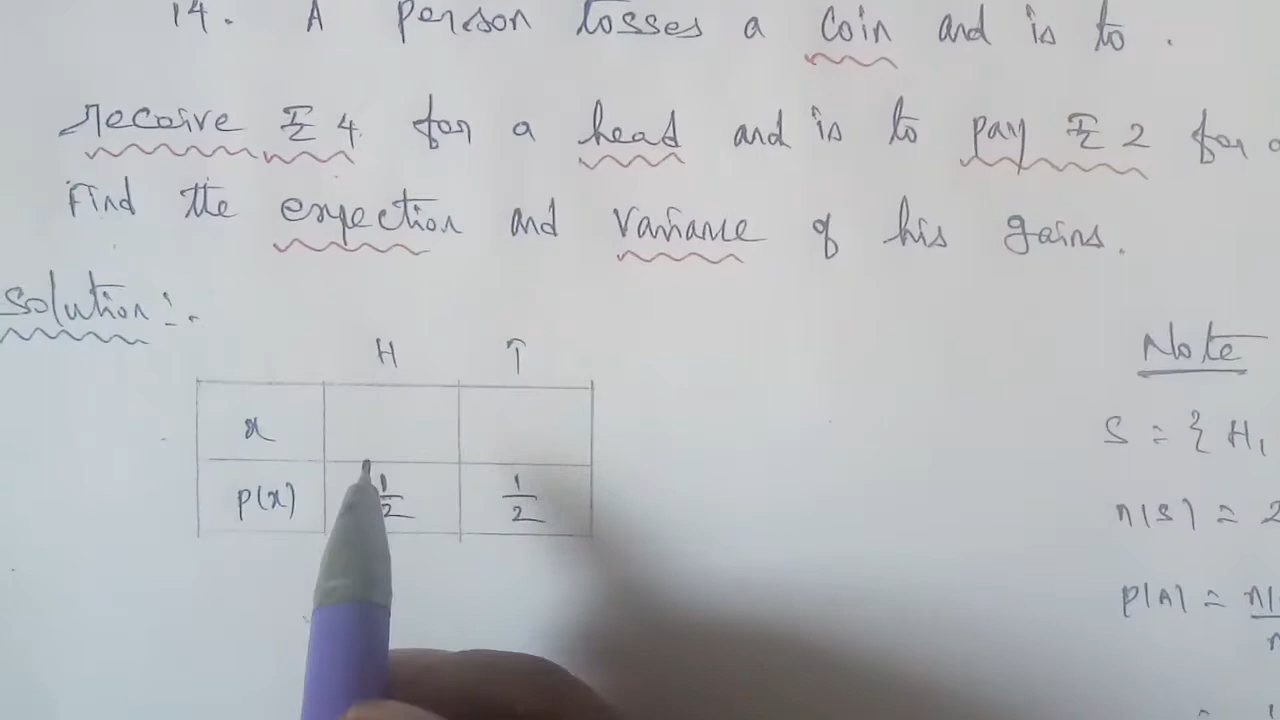 14. A person tosses a coin and is to.
receive ₹ 4 for a head and is to pay ₹ 2 for a
Find the expection and variance of his gains.
Solution:-
H T
x
p(x) 1/2 1/2
Note
S = { H,
n(S) = 2
p(A) =